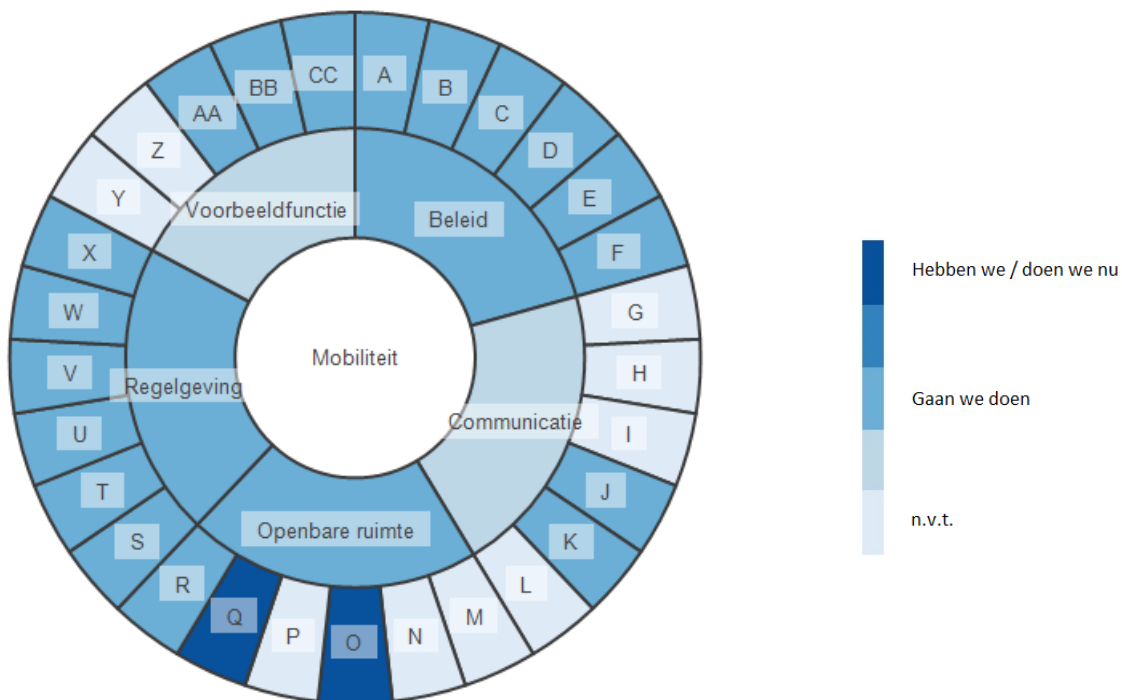 CC
A
BB
B
AA
C
Z
D
Y
E
Voorbeeldfunctie
Beleid
X
F
Hebben we / doen we nu
W
G
Mobiliteit
V
H
Regelgeving
Gaan we doen
Communicatie
U
I
T
J
n.v.t.
Openbare ruimte
S
K
R
L
Q
M
P
N
O